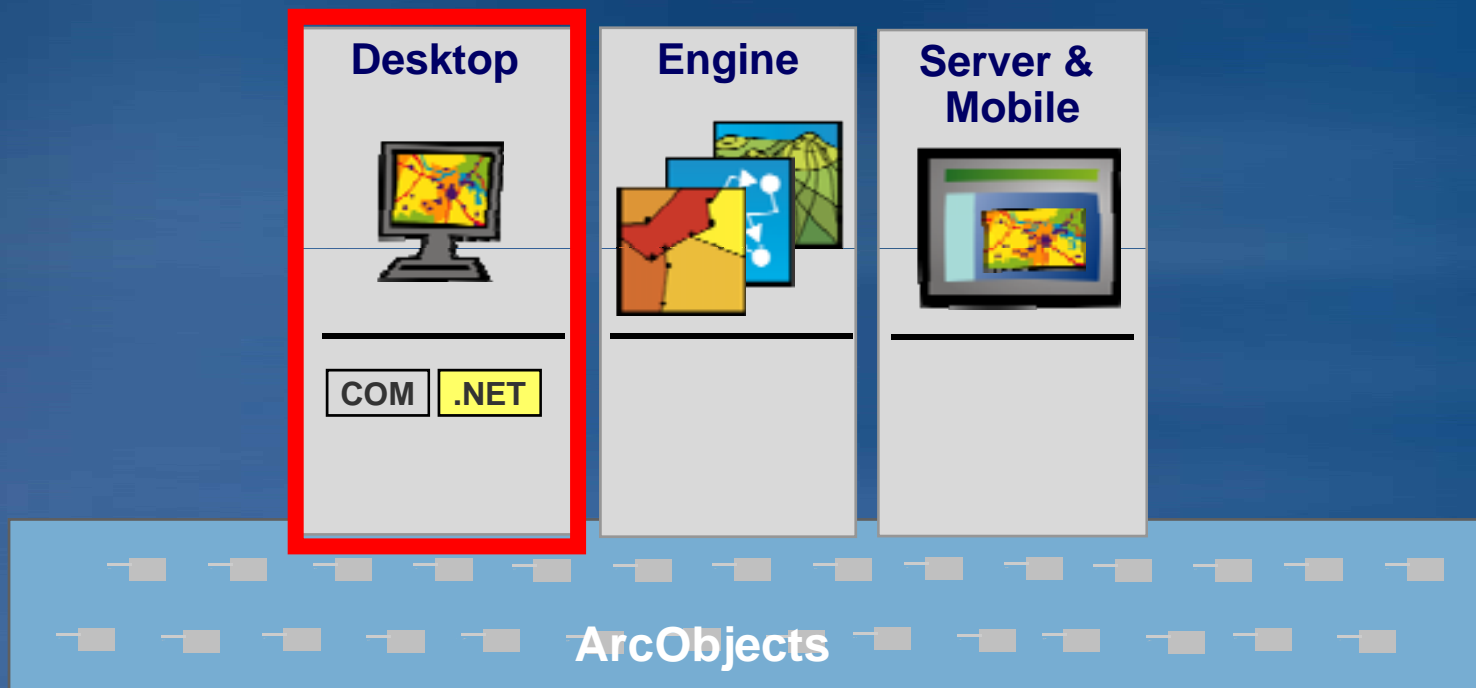 Desktop
Engine
Server &
Mobile
COM
.NET
ArcObjects